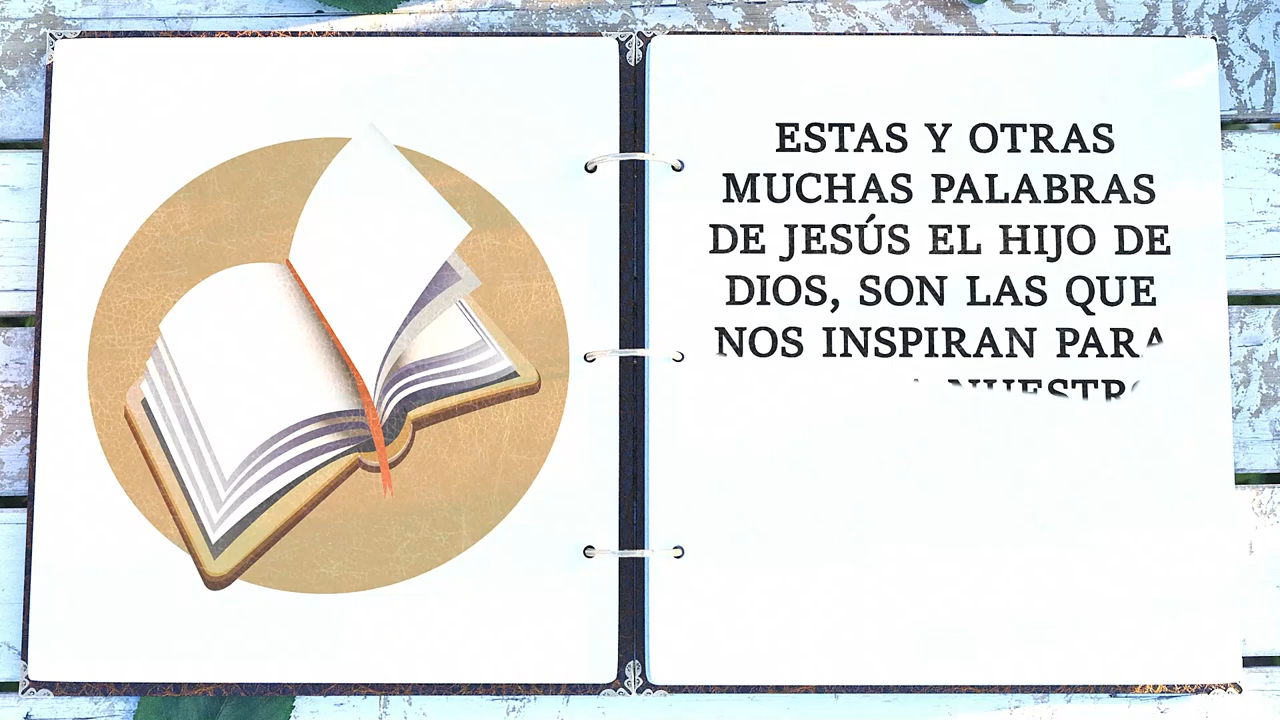 ESTAS Y OTRAS
MUCHAS PALABRAS
DE JESÚS EL HIJO DE
DIOS, SON LAS QUE
NOS INSPIRAN PARA